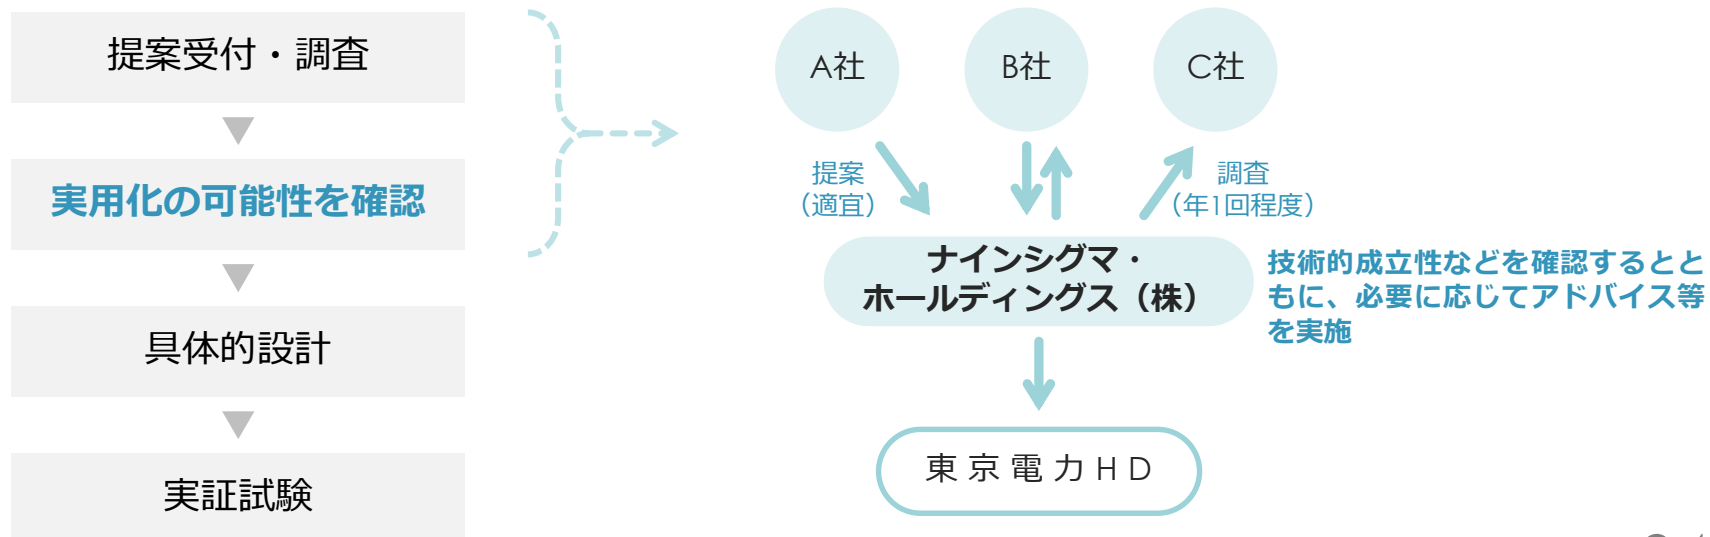 提案受付・調査
実用化の可能性を確認
具体的設計
実証試験
A社
B社
C社
提案
（適宜）
調査
（年1回程度）
ナインシグマ・
ホールディングス（株）
技術的成立性などを確認するとと
もに、必要に応じてアドバイス等
を実施
東京電力HD